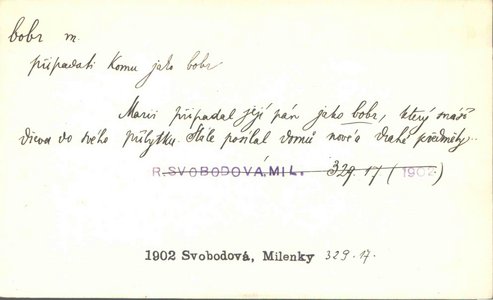 bobr m.
připadati komu jako bobr
Marii připadal její pán jako bobr, který snáší
dřeva do svého příbytku. Stále posílal domů nové a drahé předměty.
R. SVOBODOVÁ, MIL. 329. 17 (1902)
1902 Svobodová, Milenky 329. 17.